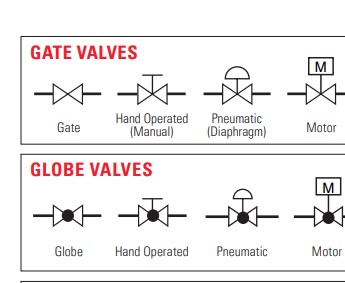 GATE VALVES
M
Gate
Hand Operated
(Manual)
Pneumatic
(Diaphragm)
Motor
GLOBE VALVES
M
Globe
Hand Operated
Pneumatic
Motor